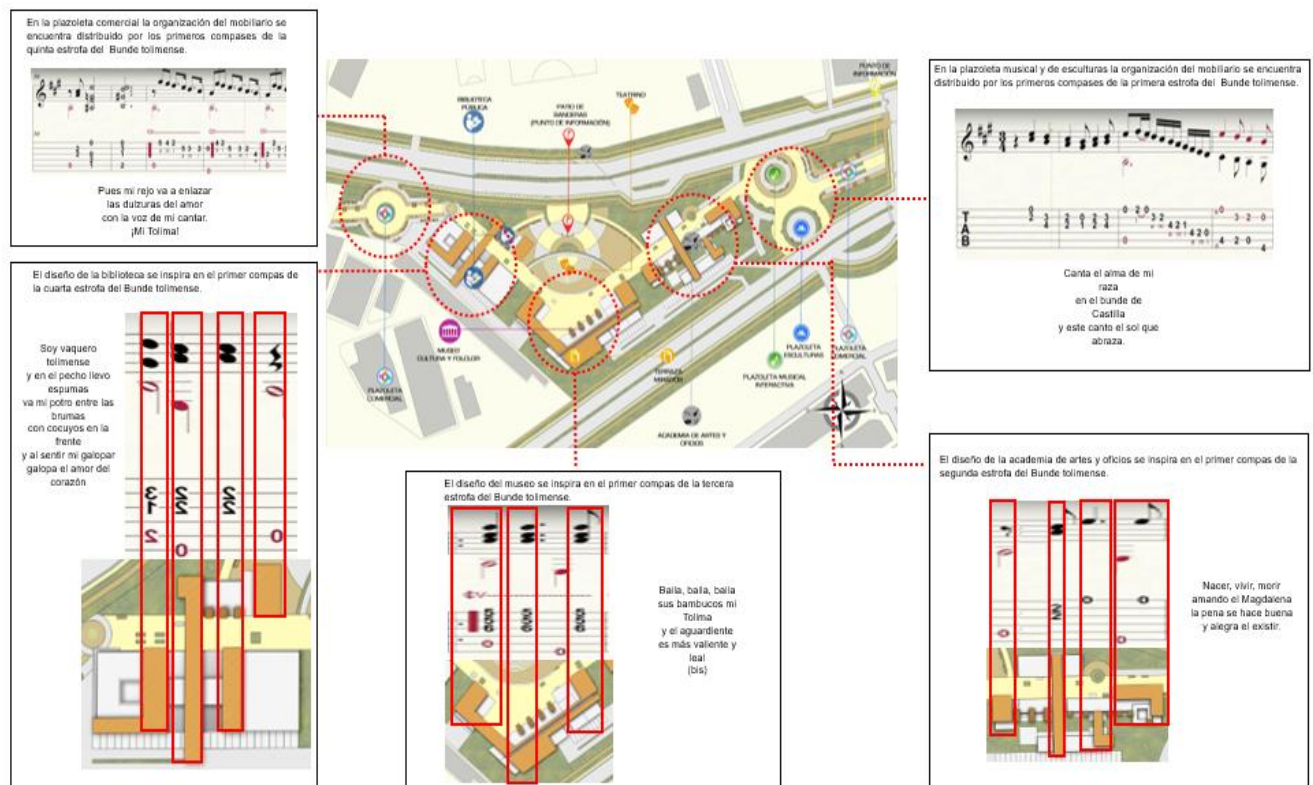 En la plazoleta comercial la organización del mobiliario se
encuentra distribuido por los primeros compases de la
quinta estrofa del Bunde tolimense.
Pues mi rejo va a enlazar
las dulzuras del amor
con la voz de mi cantar.
¡Mi Tolima!
El diseño de la biblioteca se inspira en el primer compas de
la cuarta estrofa del Bunde tolimense.
Soy vaquero
tolimense
y en el pecho llevo
espumas
va mi potro entre las
brumas
con cocuyos en la
frente
y al sentir mi galopar
galopa el amor del
corazón
BIBLIOTECA
PÚBLICA
PATIO DE
BANDERAS
(PUNTO DE INFORMACIÓN)
TEATRINO
PUNTO DE
INFORMACIÓN
MUSEO
CULTURA Y FOLCLOR
PLAZOLETA
COMERCIAL
TERRAZA
MIRADOR
ACADEMIA DE ARTES Y
OFICIOS
PLAZOLETA MUSICAL
INTERACTIVA
PLAZOLETA
ESCULTURAS
PLAZOLETA
COMERCIAL
El diseño del museo se inspira en el primer compas de la tercera
estrofa del Bunde tolimense.
Baila, baila, baila
sus bambucos mi
Tolima
y el aguardiente
es más valiente y
leal
(bis)
En la plazoleta musical y de esculturas la organización del mobiliario se encuentra
distribuido por los primeros compases de la primera estrofa del Bunde tolimense.
T
A
B
Canta el alma de mi
raza
en el bunde de
Castilla
y este canto el sol que
abraza.
El diseño de la academia de artes y oficios se inspira en el primer compas de la
segunda estrofa del Bunde tolimense.
Nacer, vivir, morir
amando el Magdalena
la pena se hace buena
y alegra el existir.